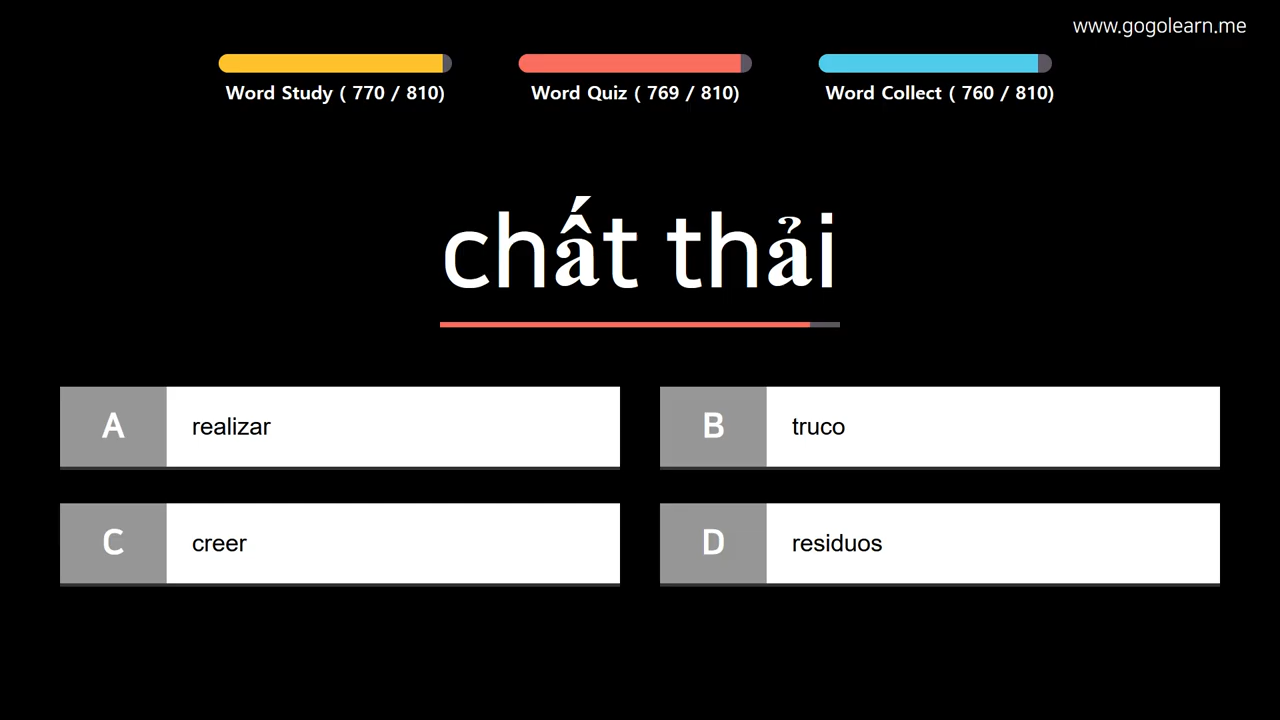 www.gogolearn.me
Word Study ( 770 / 810)
Word Quiz ( 769 / 810)
Word Collect ( 760 / 810)
chất thải
A realizar
B truco
C creer
D residuos